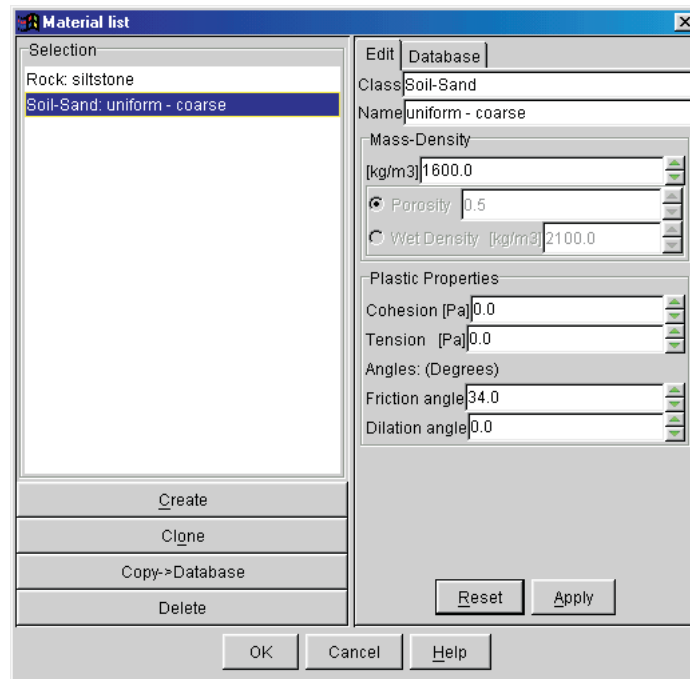 Material list
Selection
Rock: siltstone
Soil-Sand: uniform - coarse
Create
Clone
Copy->Database
Delete
Edit Database
Class Soil-Sand
Name uniform - coarse
Mass-Density
[kg/m3] 1600.0
Porosity 0.5
Wet Density [kg/m3] 2100.0
Plastic Properties
Cohesion [Pa] 0.0
Tension [Pa] 0.0
Angles: (Degrees)
Friction angle 34.0
Dilation angle 0.0
Reset Apply
OK Cancel Help